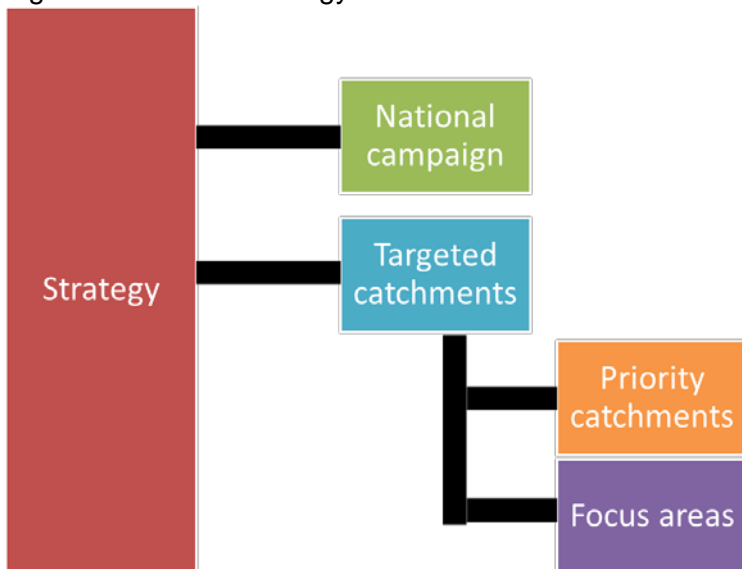 National
campaign
Strategy
Targeted
catchments
Priority
catchments
Focus areas